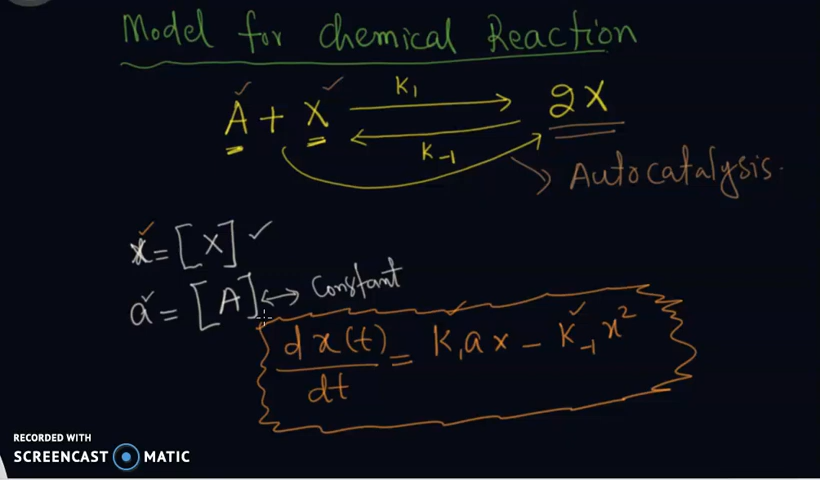 Model for chemical Reaction
K₁
A + X ⟶ 2X
⟵
K₋₁
Autocatalysis.
x = [X]
a = [A] ↔ Constant
dx(t)/dt = K₁ax − K₋₁x²
RECORDED WITH
SCREENCAST MATIC